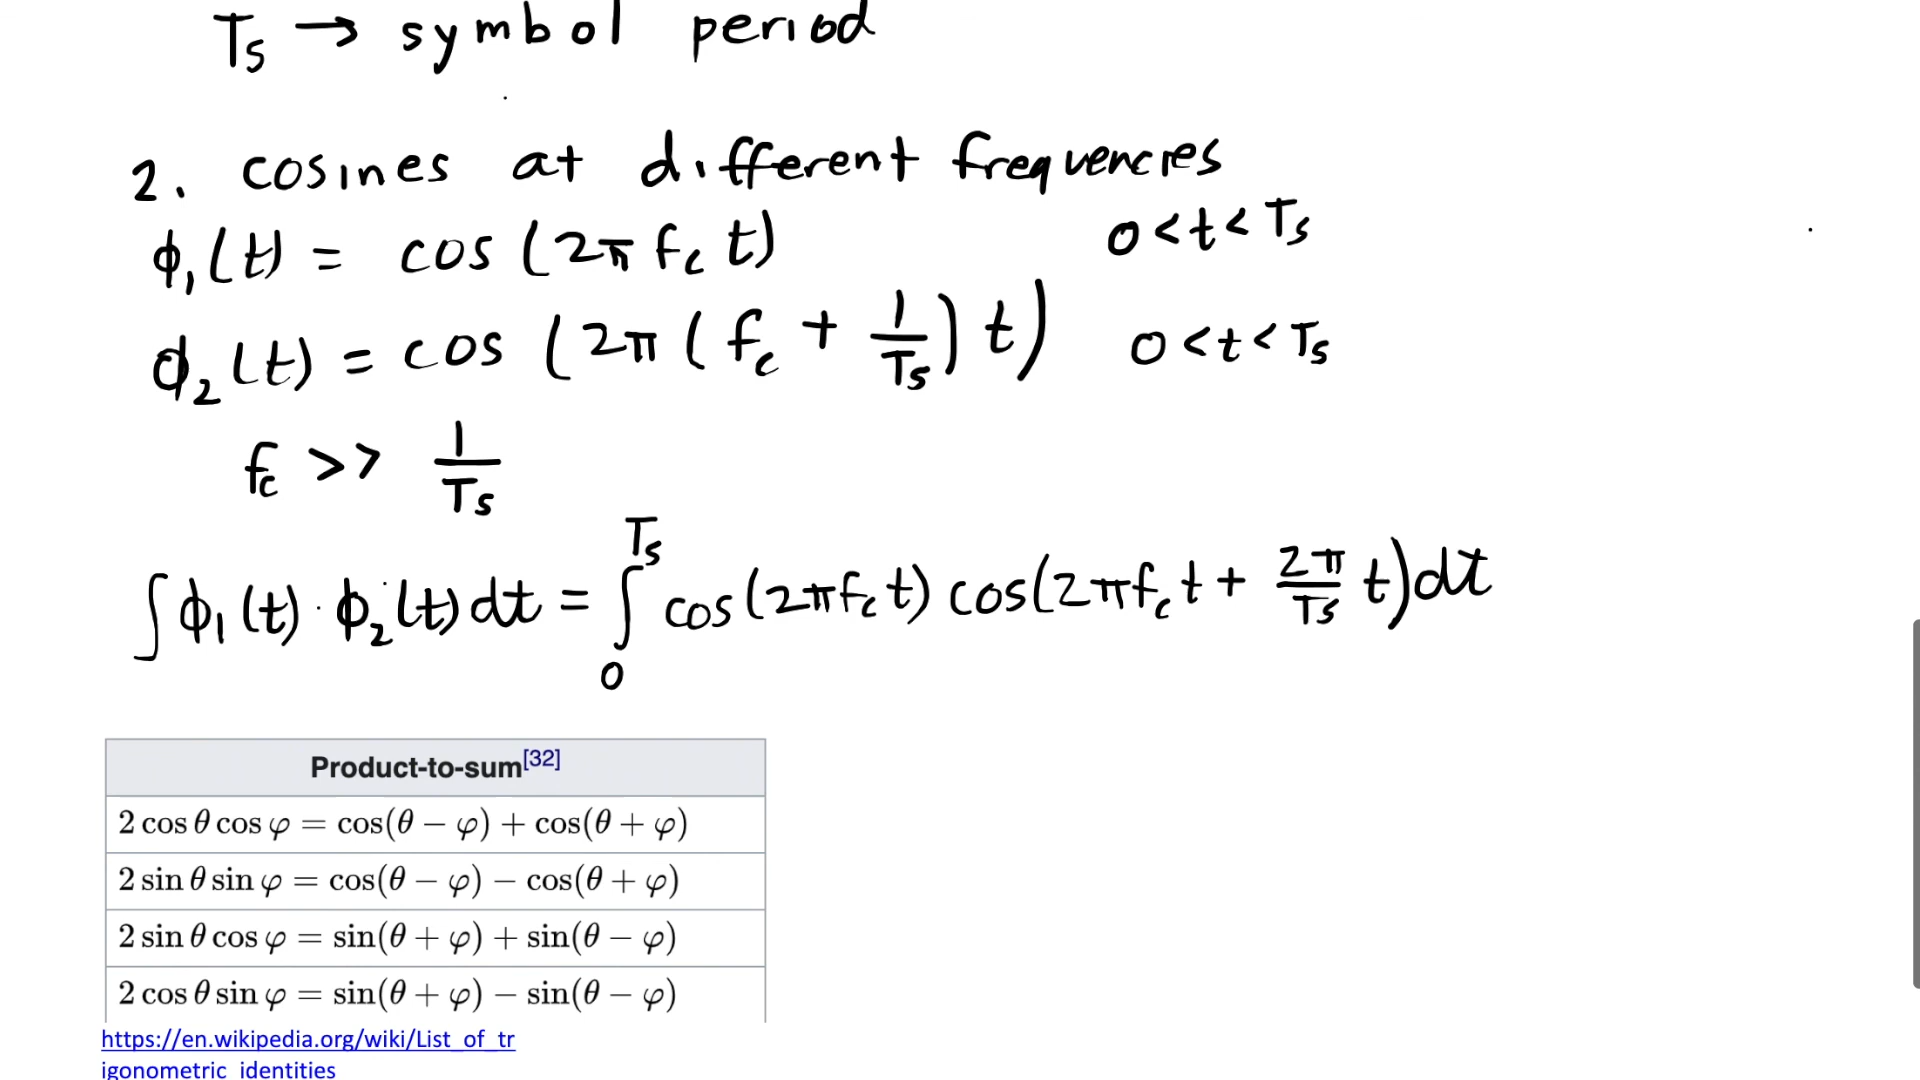 Ts → symbol period
2. cosines at different frequencies
ϕ₁(t) = cos(2π fc t) 0<t<Ts
ϕ₂(t) = cos(2π(fc + 1/Ts)t) 0<t<Ts
fc >> 1/Ts
∫ϕ₁(t)·ϕ₂(t)dt = ∫₀^Ts cos(2πfct) cos(2πfct + 2π/Ts t)dt
Product-to-sum[32]
2 cos θ cos φ = cos(θ − φ) + cos(θ + φ)
2 sin θ sin φ = cos(θ − φ) − cos(θ + φ)
2 sin θ cos φ = sin(θ + φ) + sin(θ − φ)
2 cos θ sin φ = sin(θ + φ) − sin(θ − φ)
https://en.wikipedia.org/wiki/List_of_tr
igonometric_identities